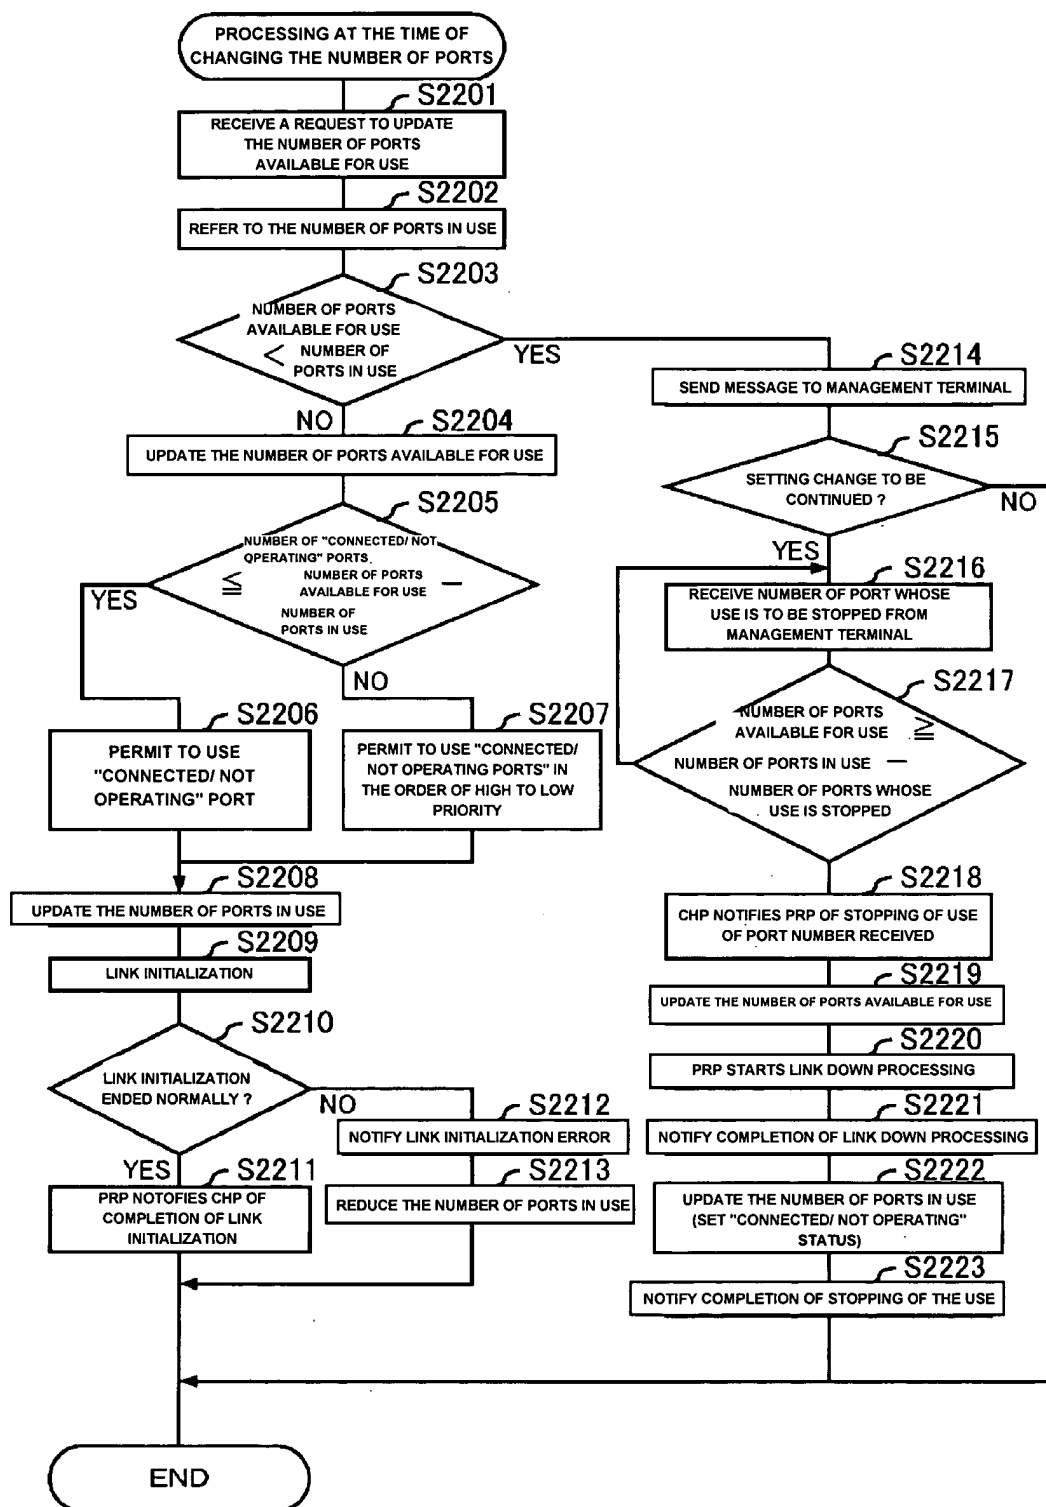 PROCESSING AT THE TIME OF
CHANGING THE NUMBER OF PORTS
S2201
RECEIVE A REQUEST TO UPDATE
THE NUMBER OF PORTS
AVAILABLE FOR USE
S2202
REFER TO THE NUMBER OF PORTS IN USE
S2203
NUMBER OF PORTS
AVAILABLE FOR USE
< NUMBER OF
PORTS IN USE
YES
NO
S2204
UPDATE THE NUMBER OF PORTS AVAILABLE FOR USE
S2205
NUMBER OF "CONNECTED/ NOT
OPERATING" PORTS
≦ NUMBER OF PORTS
AVAILABLE FOR USE −
NUMBER OF
PORTS IN USE
YES
NO
S2206
PERMIT TO USE
"CONNECTED/ NOT
OPERATING" PORT
S2207
PERMIT TO USE "CONNECTED/
NOT OPERATING PORTS" IN
THE ORDER OF HIGH TO LOW
PRIORITY
S2208
UPDATE THE NUMBER OF PORTS IN USE
S2209
LINK INITIALIZATION
S2210
LINK INITIALIZATION
ENDED NORMALLY ?
NO
YES
S2211
PRP NOTOFIES CHP OF
COMPLETION OF LINK
INITIALIZATION
S2212
NOTIFY LINK INITIALIZATION ERROR
S2213
REDUCE THE NUMBER OF PORTS IN USE
S2214
SEND MESSAGE TO MANAGEMENT TERMINAL
S2215
SETTING CHANGE TO BE
CONTINUED ?
NO
YES
S2216
RECEIVE NUMBER OF PORT WHOSE
USE IS TO BE STOPPED FROM
MANAGEMENT TERMINAL
S2217
NUMBER OF PORTS
AVAILABLE FOR USE ≧
NUMBER OF PORTS IN USE −
NUMBER OF PORTS WHOSE
USE IS STOPPED
S2218
CHP NOTIFIES PRP OF STOPPING OF USE
OF PORT NUMBER RECEIVED
S2219
UPDATE THE NUMBER OF PORTS AVAILABLE FOR USE
S2220
PRP STARTS LINK DOWN PROCESSING
S2221
NOTIFY COMPLETION OF LINK DOWN PROCESSING
S2222
UPDATE THE NUMBER OF PORTS IN USE
(SET "CONNECTED/ NOT OPERATING"
STATUS)
S2223
NOTIFY COMPLETION OF STOPPING OF THE USE
END